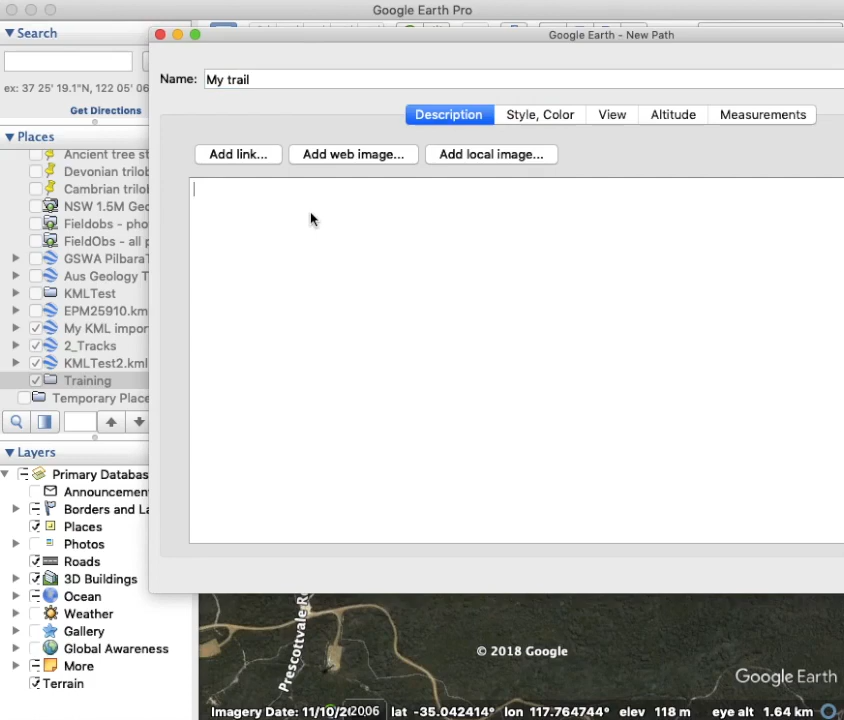 Google Earth Pro
Search
Google Earth - New Path
ex: 37 25' 19.1"N, 122 05' 06
Get Directions
Name: My trail
Description Style, Color View Altitude Measurements
Add link... Add web image... Add local image...
Places
Ancient tree st
Devonian trilob
Cambrian trilob
NSW 1.5M Geo
Fieldobs - pho
FieldObs - all p
GSWA PilbaraT
Aus Geology T
KMLTest
EPM25910.km
My KML impor
2_Tracks
KMLTest2.kml
Training
Temporary Place
Layers
Primary Databas
Announcemen
Borders and La
Places
Photos
Roads
3D Buildings
Ocean
Weather
Gallery
Global Awareness
More
Terrain
Prescottvale Ro
© 2018 Google
Google Earth
Imagery Date: 11/10/2006 lat -35.042414° lon 117.764744° elev 118 m eye alt 1.64 km